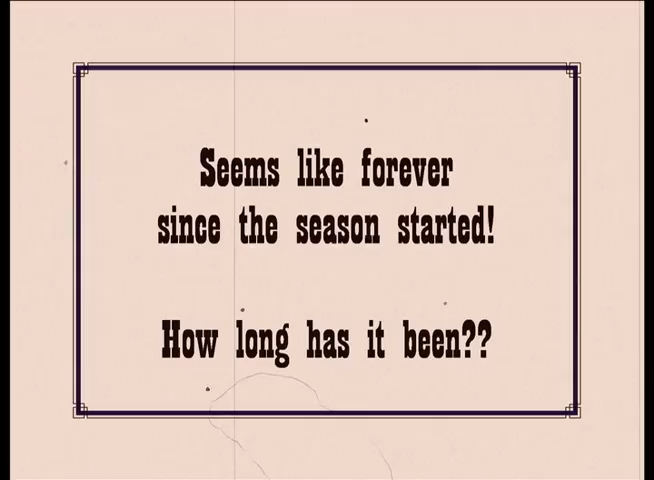 Seems like forever
since the season started!
How long has it been??